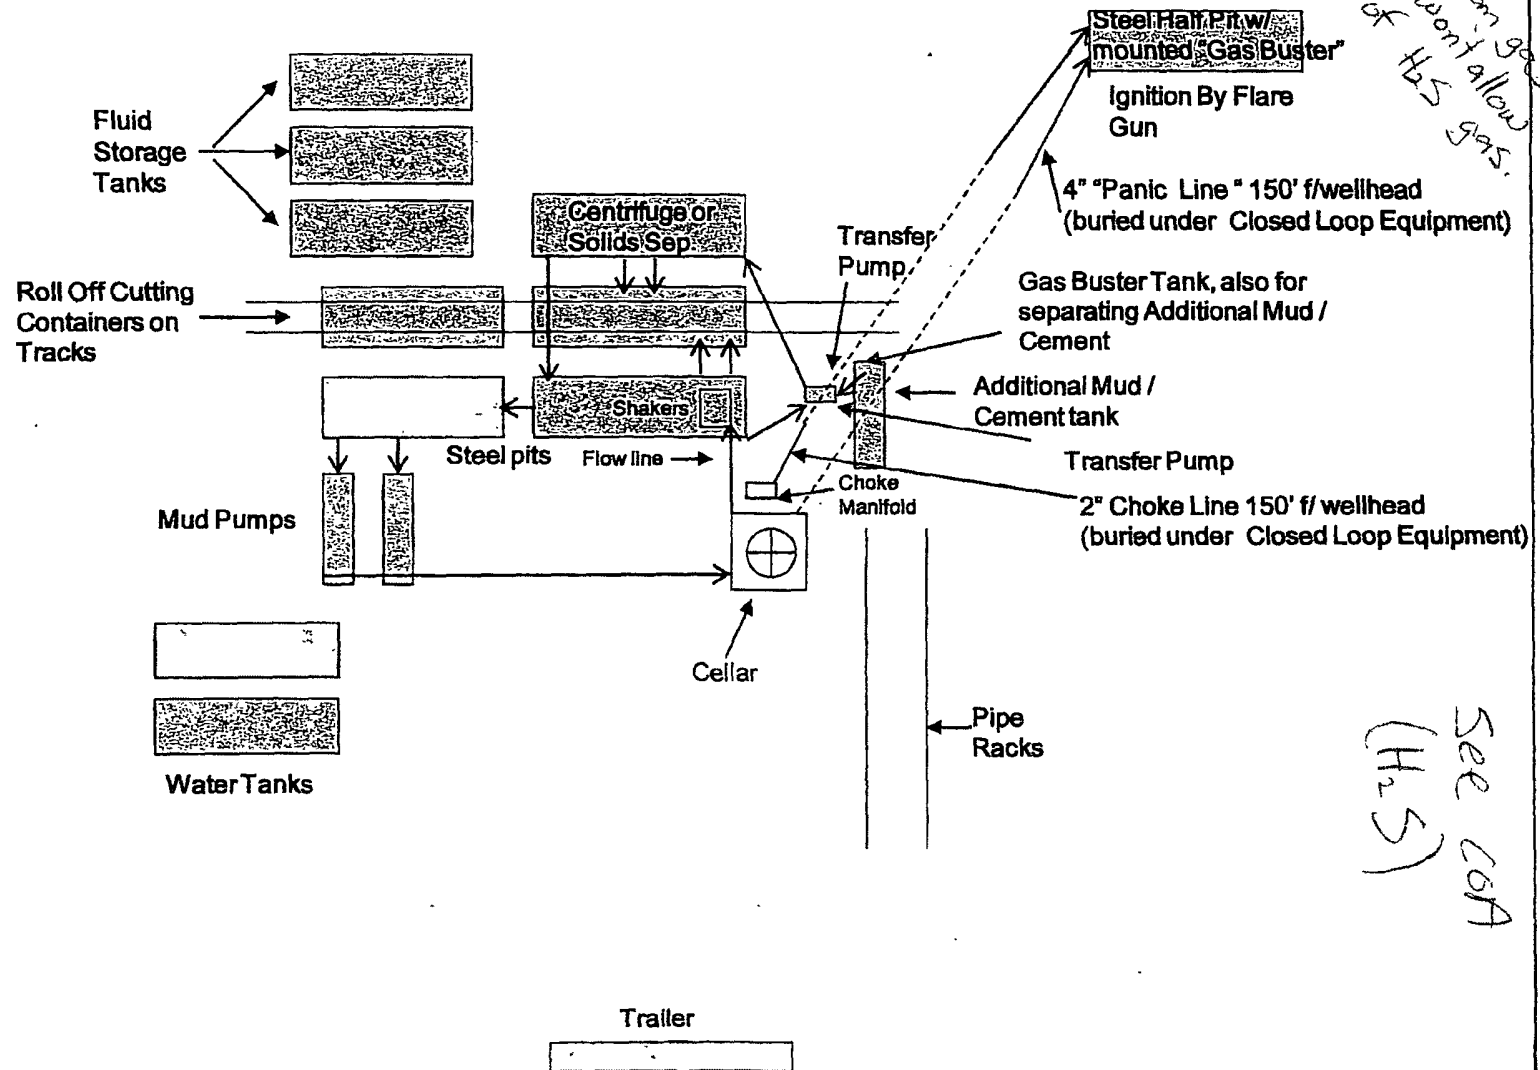 Steel Half Pit w/
mounted "Gas Buster"
Ignition By Flare
Gun
gas
wont allow
of H2S gas.
Fluid
Storage
Tanks
4" "Panic Line " 150' f/wellhead
(buried under Closed Loop Equipment)
Centrifuge or
Solids Sep.
Transfer
Pump
Roll Off Cutting
Containers on
Tracks
Gas Buster Tank, also for
separating Additional Mud /
Cement
Additional Mud /
Cement tank
Shakers
Steel pits
Flow line
Transfer Pump
Choke
Manifold
2" Choke Line 150' f/ wellhead
(buried under Closed Loop Equipment)
Mud Pumps
Cellar
Pipe
Racks
Water Tanks
See COA
(H2S)
Trailer